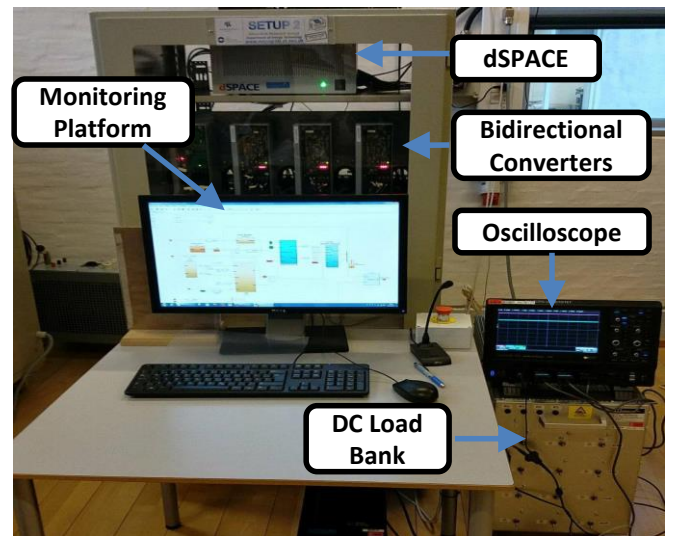 SETUP 2
dSPACE
dSPACE
Monitoring
Platform
Bidirectional
Converters
Oscilloscope
DC Load
Bank